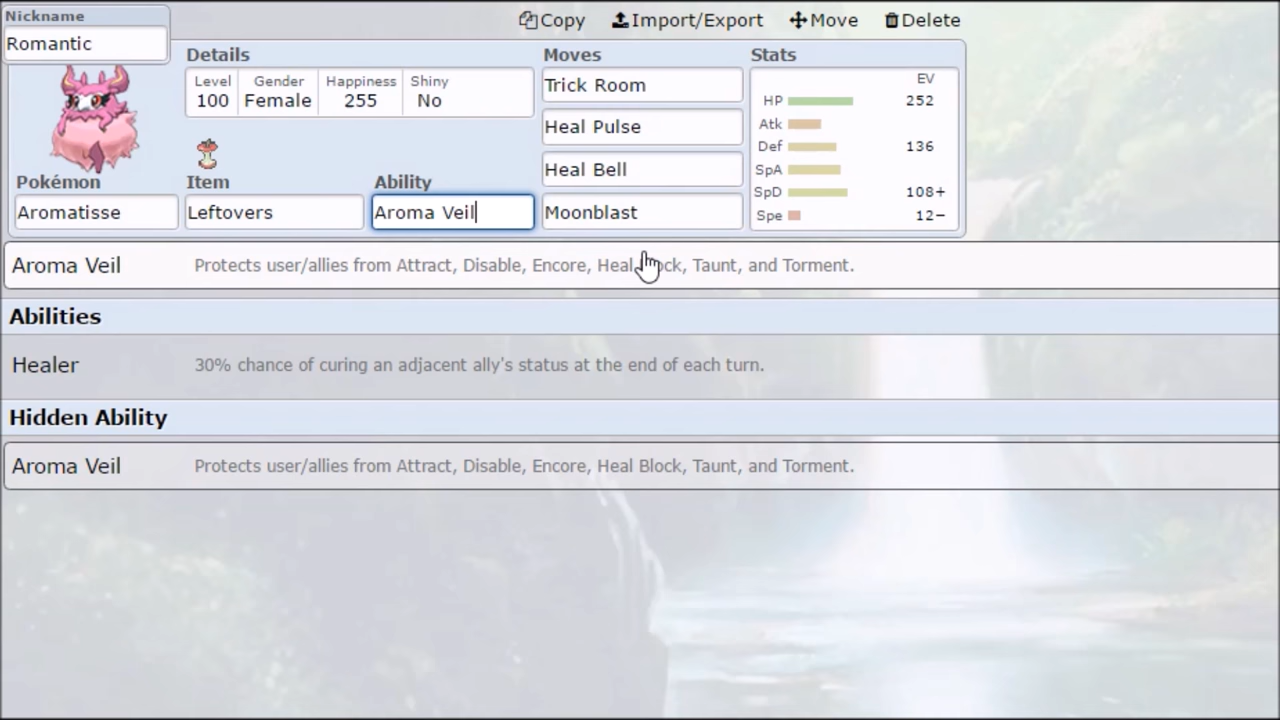 Nickname
Romantic
Copy Import/Export Move Delete
Details
Level Gender Happiness Shiny
100 Female 255 No
Pokémon Item Ability
Aromatisse Leftovers Aroma Veil
Moves
Trick Room
Heal Pulse
Heal Bell
Moonblast
Stats
EV
HP 252
Atk
Def 136
SpA
SpD 108+
Spe 12−
Aroma Veil Protects user/allies from Attract, Disable, Encore, Heal Block, Taunt, and Torment.
Abilities
Healer 30% chance of curing an adjacent ally's status at the end of each turn.
Hidden Ability
Aroma Veil Protects user/allies from Attract, Disable, Encore, Heal Block, Taunt, and Torment.